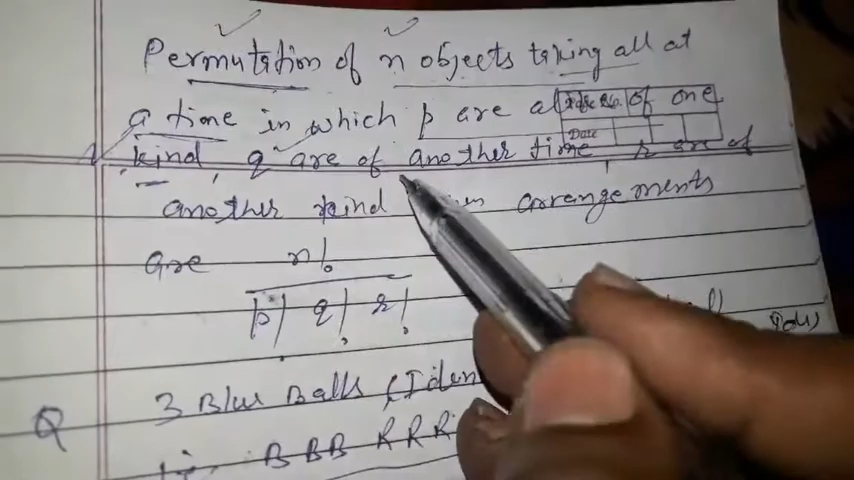 Permutation of n objects taking all at
a time in which p are of one
kind, q are of another time r are of
another kind arrangements
are n!
p! q! r!
Q 3 Blue Balls (Iden
BBB RRR